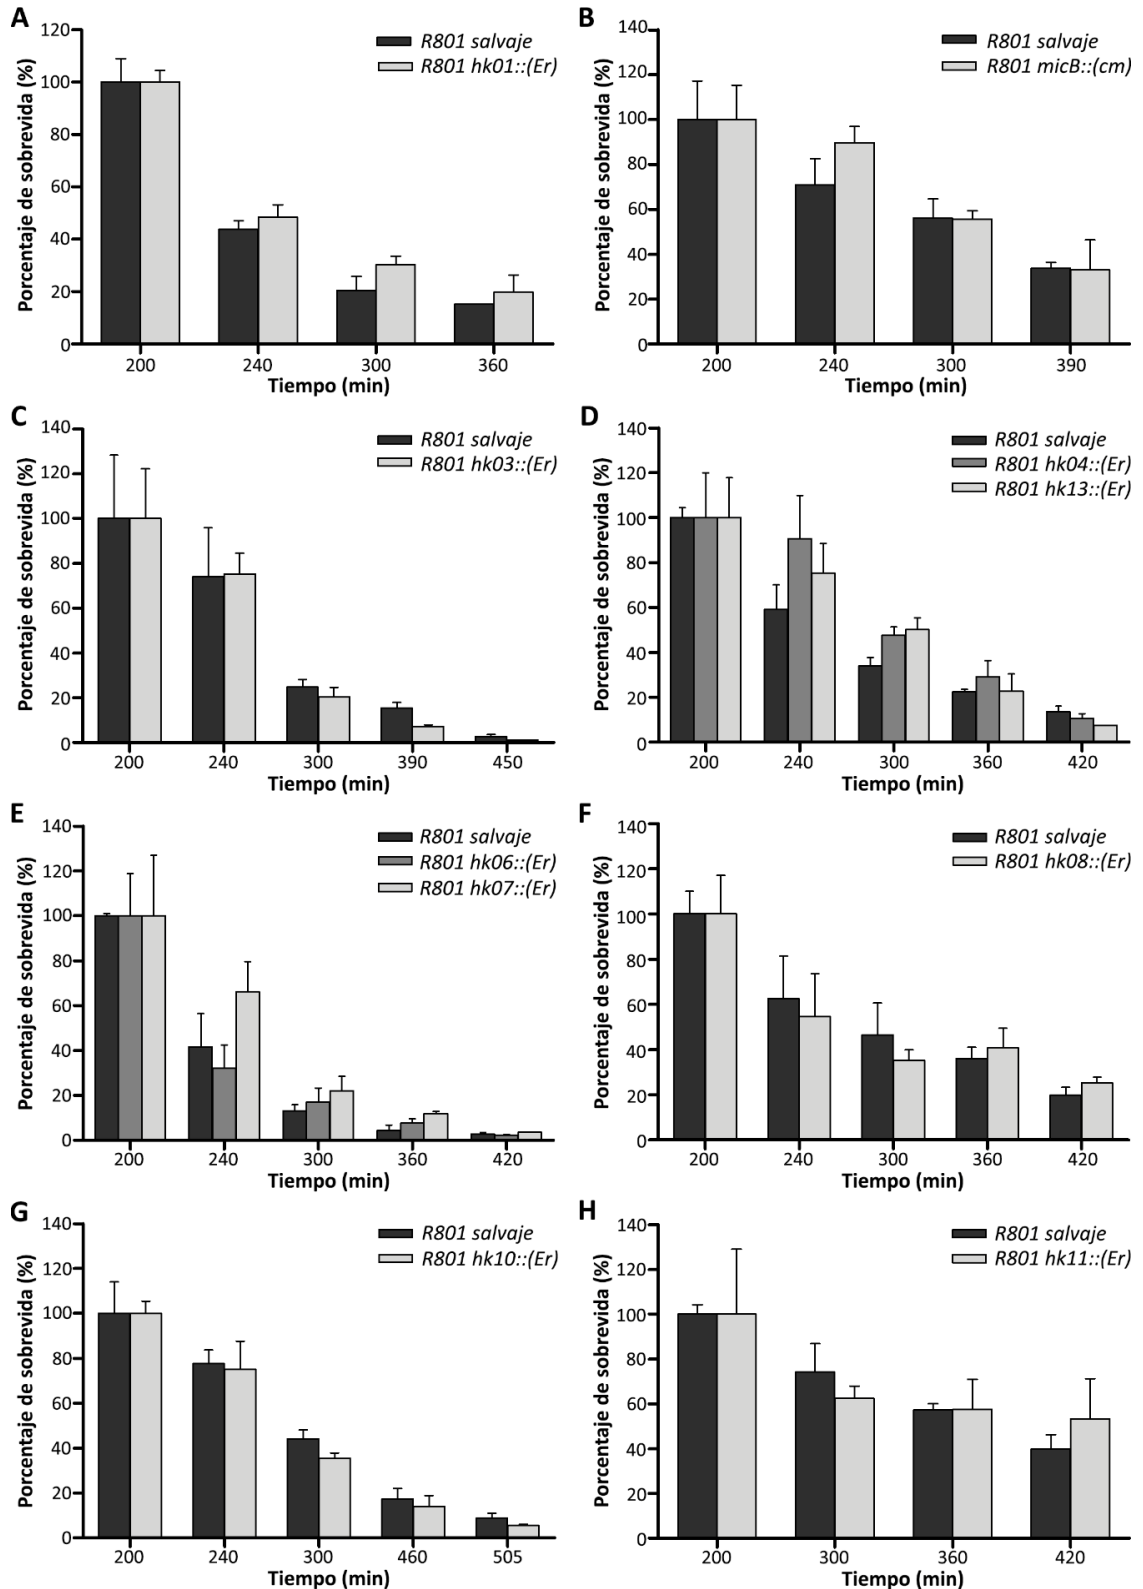 A
R801 salvaje
R801 hk01::(Er)
Porcentaje de sobrevida (%)
120
100
80
60
40
20
0
200 240 300 360
Tiempo (min)
B
R801 salvaje
R801 micB::(cm)
Porcentaje de sobrevida (%)
140
120
100
80
60
40
20
0
200 240 300 390
Tiempo (min)
C
R801 salvaje
R801 hk03::(Er)
Porcentaje de sobrevida (%)
140
120
100
80
60
40
20
0
200 240 300 390 450
Tiempo (min)
D
R801 salvaje
R801 hk04::(Er)
R801 hk13::(Er)
Porcentaje de sobrevida (%)
140
120
100
80
60
40
20
0
200 240 300 360 420
Tiempo (min)
E
R801 salvaje
R801 hk06::(Er)
R801 hk07::(Er)
Porcentaje de sobrevida (%)
140
120
100
80
60
40
20
0
200 240 300 360 420
Tiempo (min)
F
R801 salvaje
R801 hk08::(Er)
Porcentaje de sobrevida (%)
140
120
100
80
60
40
20
0
200 240 300 360 420
Tiempo (min)
G
R801 salvaje
R801 hk10::(Er)
Porcentaje de sobrevida (%)
140
120
100
80
60
40
20
0
200 240 300 460 505
Tiempo (min)
H
R801 salvaje
R801 hk11::(Er)
Porcentaje de sobrevida (%)
140
120
100
80
60
40
20
0
200 300 360 420
Tiempo (min)